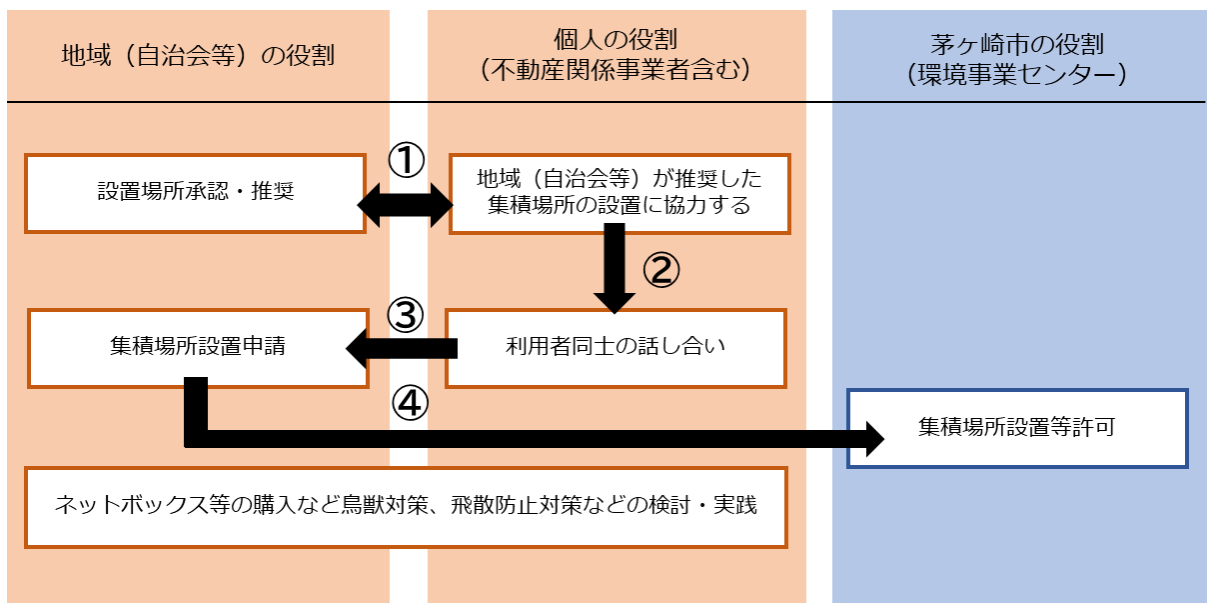 地域（自治会等）の役割
個人の役割
（不動産関係事業者含む）
茅ヶ崎市の役割
（環境事業センター）
設置場所承認・推奨
①
地域（自治会等）が推奨した
集積場所の設置に協力する
②
集積場所設置申請
③
利用者同士の話し合い
④
集積場所設置等許可
ネットボックス等の購入など鳥獣対策、飛散防止対策などの検討・実践